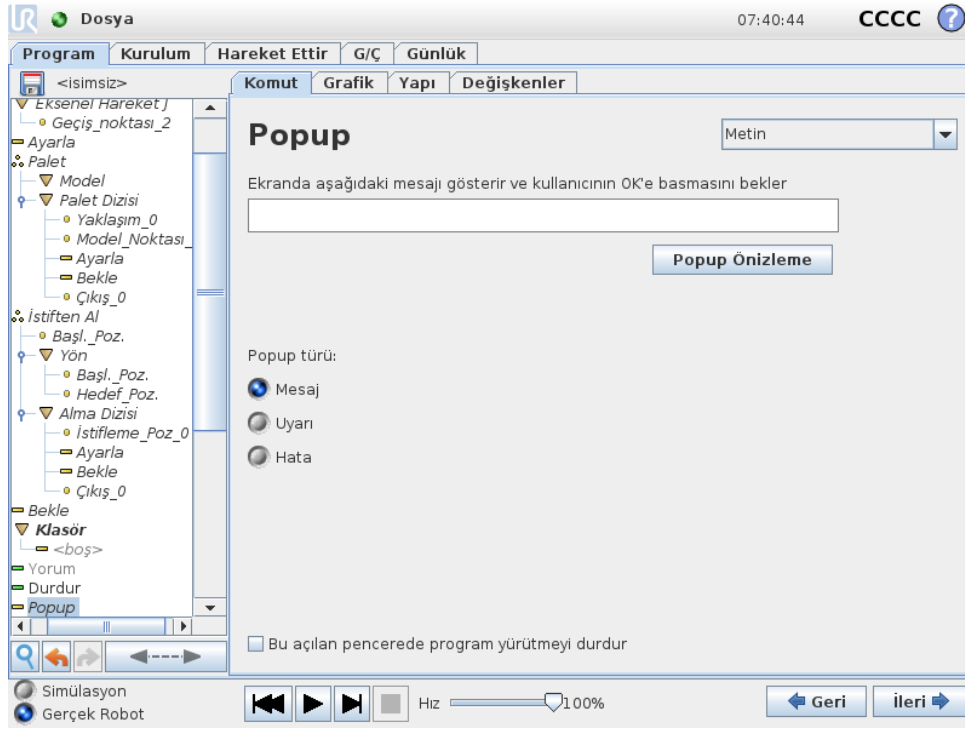 UR Dosya 07:40:44 CCCC ?
Program Kurulum Hareket Ettir G/Ç Günlük
<isimsiz>
Komut Grafik Yapı Değişkenler
Eksenel Hareket J
Geçiş_noktası_2
Ayarla
Palet
Model
Palet Dizisi
Yaklaşım_0
Model_Noktası_
Ayarla
Bekle
Çıkış_0
İstiften Al
Başl._Poz.
Yön
Başl._Poz.
Hedef_Poz.
Alma Dizisi
İstifleme_Poz_0
Ayarla
Bekle
Çıkış_0
Bekle
Klasör
<boş>
Yorum
Durdur
Popup
Popup
Metin
Ekranda aşağıdaki mesajı gösterir ve kullanıcının OK'e basmasını bekler
Popup Önizleme
Popup türü:
Mesaj
Uyarı
Hata
Bu açılan pencerede program yürütmeyi durdur
Simülasyon
Gerçek Robot
Hız 100%
Geri
İleri